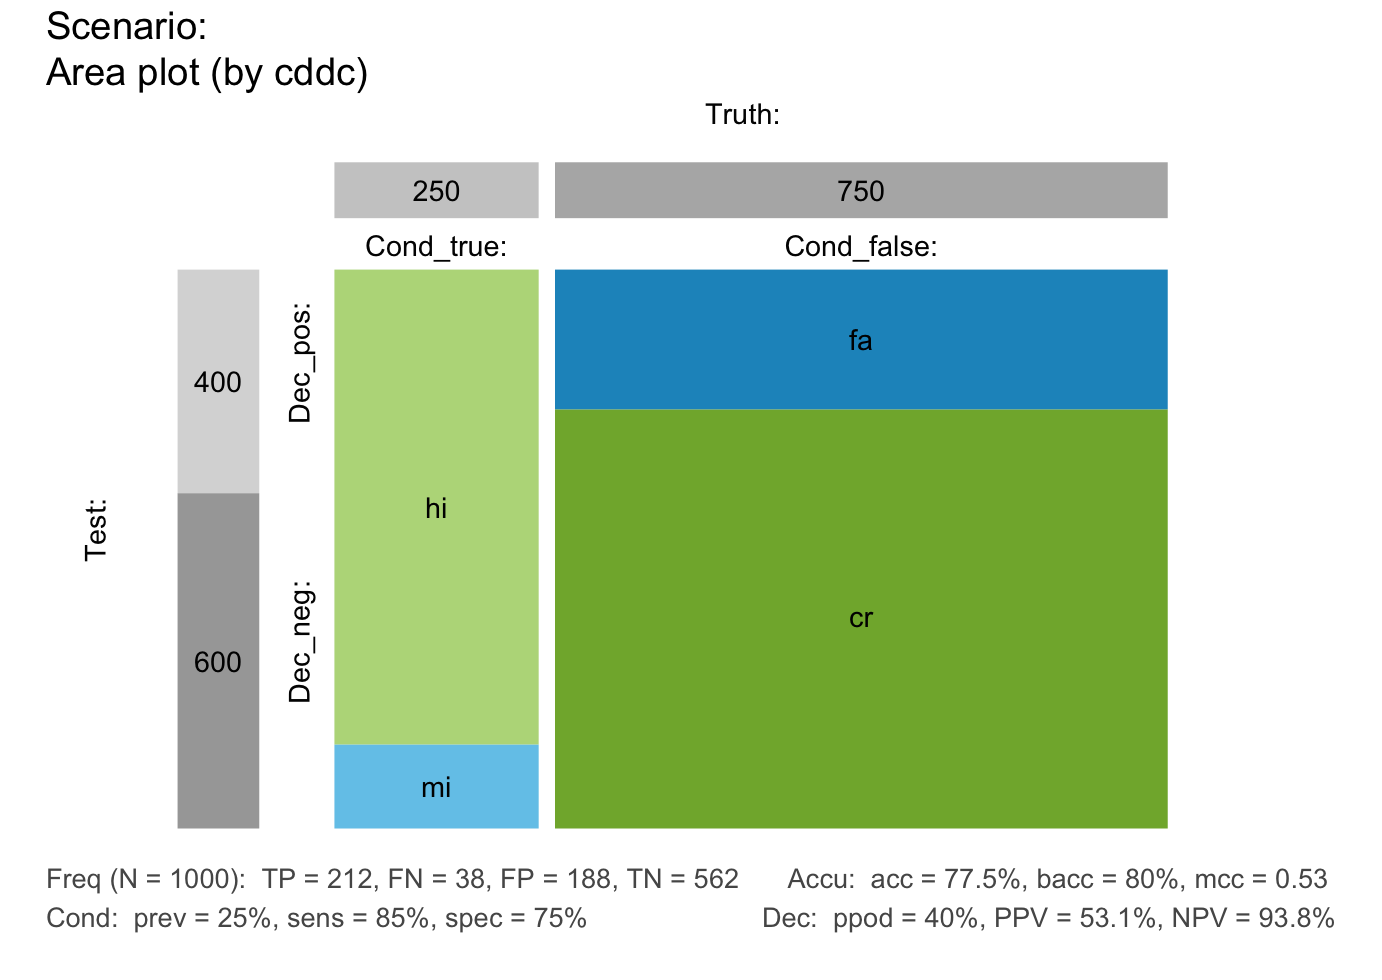 Scenario:
Area plot (by cddc)
Truth:
250
750
Cond_true:
Cond_false:
Test:
400
600
Dec_pos:
Dec_neg:
hi
mi
fa
cr
Freq (N = 1000):  TP = 212, FN = 38, FP = 188, TN = 562
Accu:  acc = 77.5%, bacc = 80%, mcc = 0.53
Cond:  prev = 25%, sens = 85%, spec = 75%
Dec:  ppod = 40%, PPV = 53.1%, NPV = 93.8%